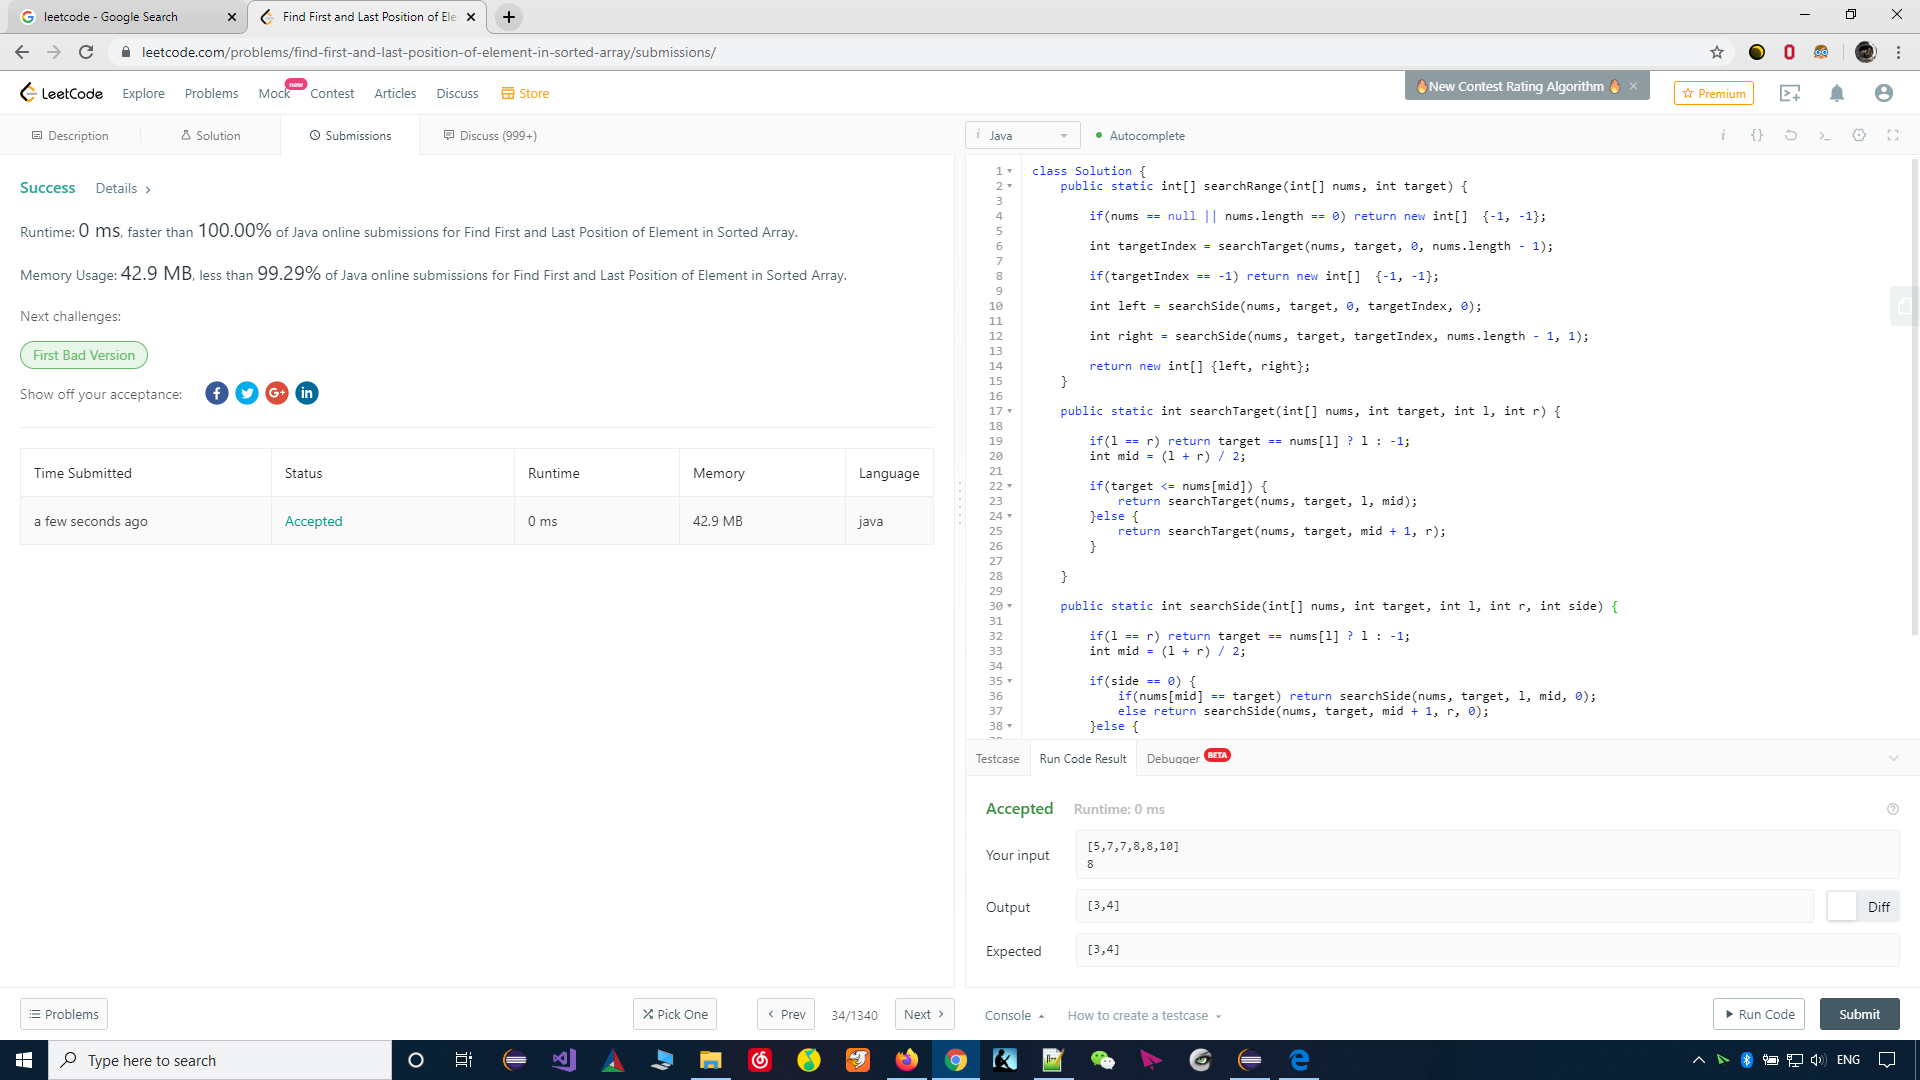 leetcode - Google Search
Find First and Last Position of Ele
leetcode.com/problems/find-first-and-last-position-of-element-in-sorted-array/submissions/
LeetCode
Explore
Problems
Mock
new
Contest
Articles
Discuss
Store
🔥New Contest Rating Algorithm 🔥 ×
Premium
Description
Solution
Submissions
Discuss (999+)
i Java
Autocomplete
Success
Details ›
Runtime: 0 ms, faster than 100.00% of Java online submissions for Find First and Last Position of Element in Sorted Array.
Memory Usage: 42.9 MB, less than 99.29% of Java online submissions for Find First and Last Position of Element in Sorted Array.
Next challenges:
First Bad Version
Show off your acceptance:
Time Submitted
Status
Runtime
Memory
Language
a few seconds ago
Accepted
0 ms
42.9 MB
java
1 class Solution {
2 public static int[] searchRange(int[] nums, int target) {
3
4 if(nums == null || nums.length == 0) return new int[]  {-1, -1};
5
6 int targetIndex = searchTarget(nums, target, 0, nums.length - 1);
7
8 if(targetIndex == -1) return new int[]  {-1, -1};
9
10 int left = searchSide(nums, target, 0, targetIndex, 0);
11
12 int right = searchSide(nums, target, targetIndex, nums.length - 1, 1);
13
14 return new int[] {left, right};
15 }
16
17 public static int searchTarget(int[] nums, int target, int l, int r) {
18
19 if(l == r) return target == nums[l] ? l : -1;
20 int mid = (l + r) / 2;
21
22 if(target <= nums[mid]) {
23 return searchTarget(nums, target, l, mid);
24 }else {
25 return searchTarget(nums, target, mid + 1, r);
26 }
27
28 }
29
30 public static int searchSide(int[] nums, int target, int l, int r, int side) {
31
32 if(l == r) return target == nums[l] ? l : -1;
33 int mid = (l + r) / 2;
34
35 if(side == 0) {
36 if(nums[mid] == target) return searchSide(nums, target, l, mid, 0);
37 else return searchSide(nums, target, mid + 1, r, 0);
38 }else {
Testcase
Run Code Result
Debugger
BETA
Accepted
Runtime: 0 ms
Your input
[5,7,7,8,8,10]
8
Output
[3,4]
Diff
Expected
[3,4]
Problems
Pick One
‹ Prev
34/1340
Next ›
Console
How to create a testcase
Run Code
Submit
Type here to search
ENG